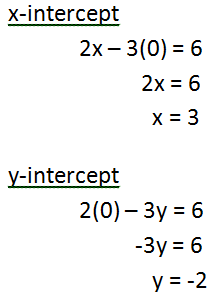 x-intercept
2x – 3(0) = 6
2x = 6
x = 3
y-intercept
2(0) – 3y = 6
-3y = 6
y = -2